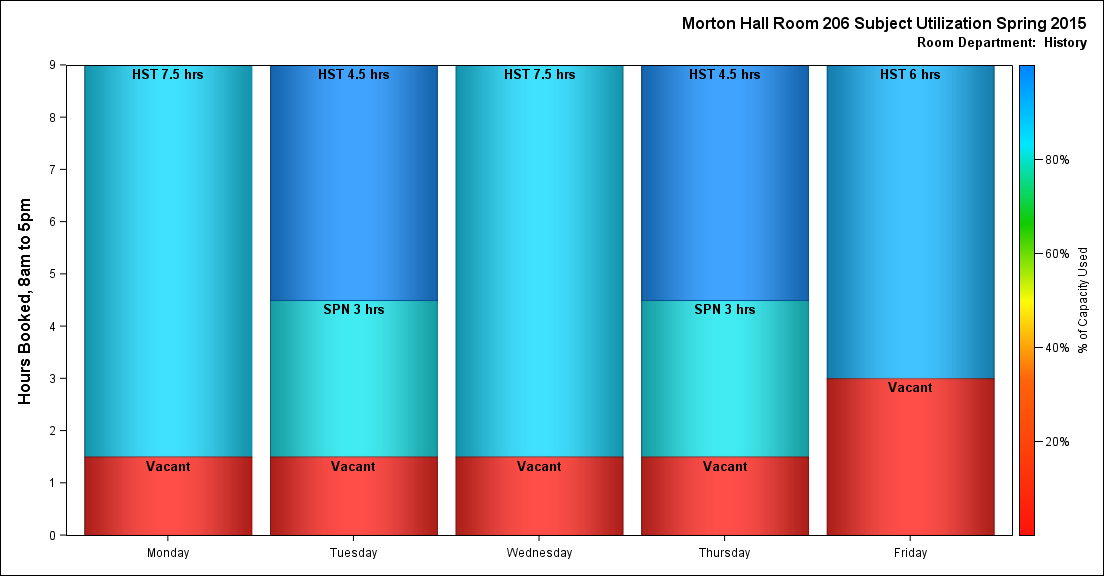 Morton Hall Room 206 Subject Utilization Spring 2015
Room Department:  History
Hours Booked, 8am to 5pm
9
8
7
6
5
4
3
2
1
0
HST 7.5 hrs
Vacant
HST 4.5 hrs
SPN 3 hrs
Vacant
HST 7.5 hrs
Vacant
HST 4.5 hrs
SPN 3 hrs
Vacant
HST 6 hrs
Vacant
Monday
Tuesday
Wednesday
Thursday
Friday
80%
60%
40%
20%
% of Capacity Used